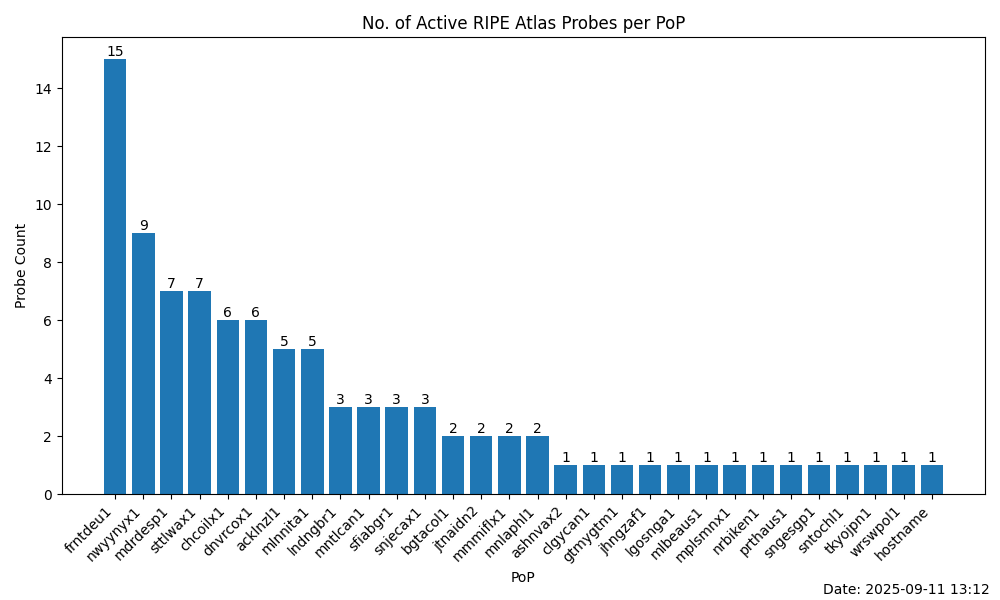 No. of Active RIPE Atlas Probes per PoP
15
9
7
7
6
6
5
5
3
3
3
3
2
2
2
2
1
1
1
1
1
1
1
1
1
1
1
1
1
1
14
12
10
8
6
4
2
0
Probe Count
frntdeu1
nwyynyx1
mdrdesp1
sttlwax1
chcoilx1
dnvrcox1
acklnzl1
mlnnita1
lndngbr1
mntlcan1
sfiabgr1
snjecax1
bgtacol1
jtnaidn2
mmmiflx1
mnlaphl1
ashnvax2
clgycan1
gtmygtm1
jhngzaf1
lgosnga1
mlbeaus1
mplsmnx1
nrbiken1
prthaus1
sngesgp1
sntochl1
tkyojpn1
wrswpol1
hostname
PoP
Date: 2025-09-11 13:12